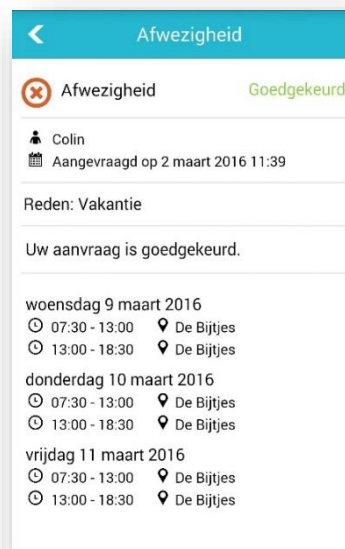 Afwezigheid
Afwezigheid Goedgekeurd
Colin
Aangevraagd op 2 maart 2016 11:39
Reden: Vakantie
Uw aanvraag is goedgekeurd.
woensdag 9 maart 2016
07:30 - 13:00 De Bijtjes
13:00 - 18:30 De Bijtjes
donderdag 10 maart 2016
07:30 - 13:00 De Bijtjes
13:00 - 18:30 De Bijtjes
vrijdag 11 maart 2016
07:30 - 13:00 De Bijtjes
13:00 - 18:30 De Bijtjes